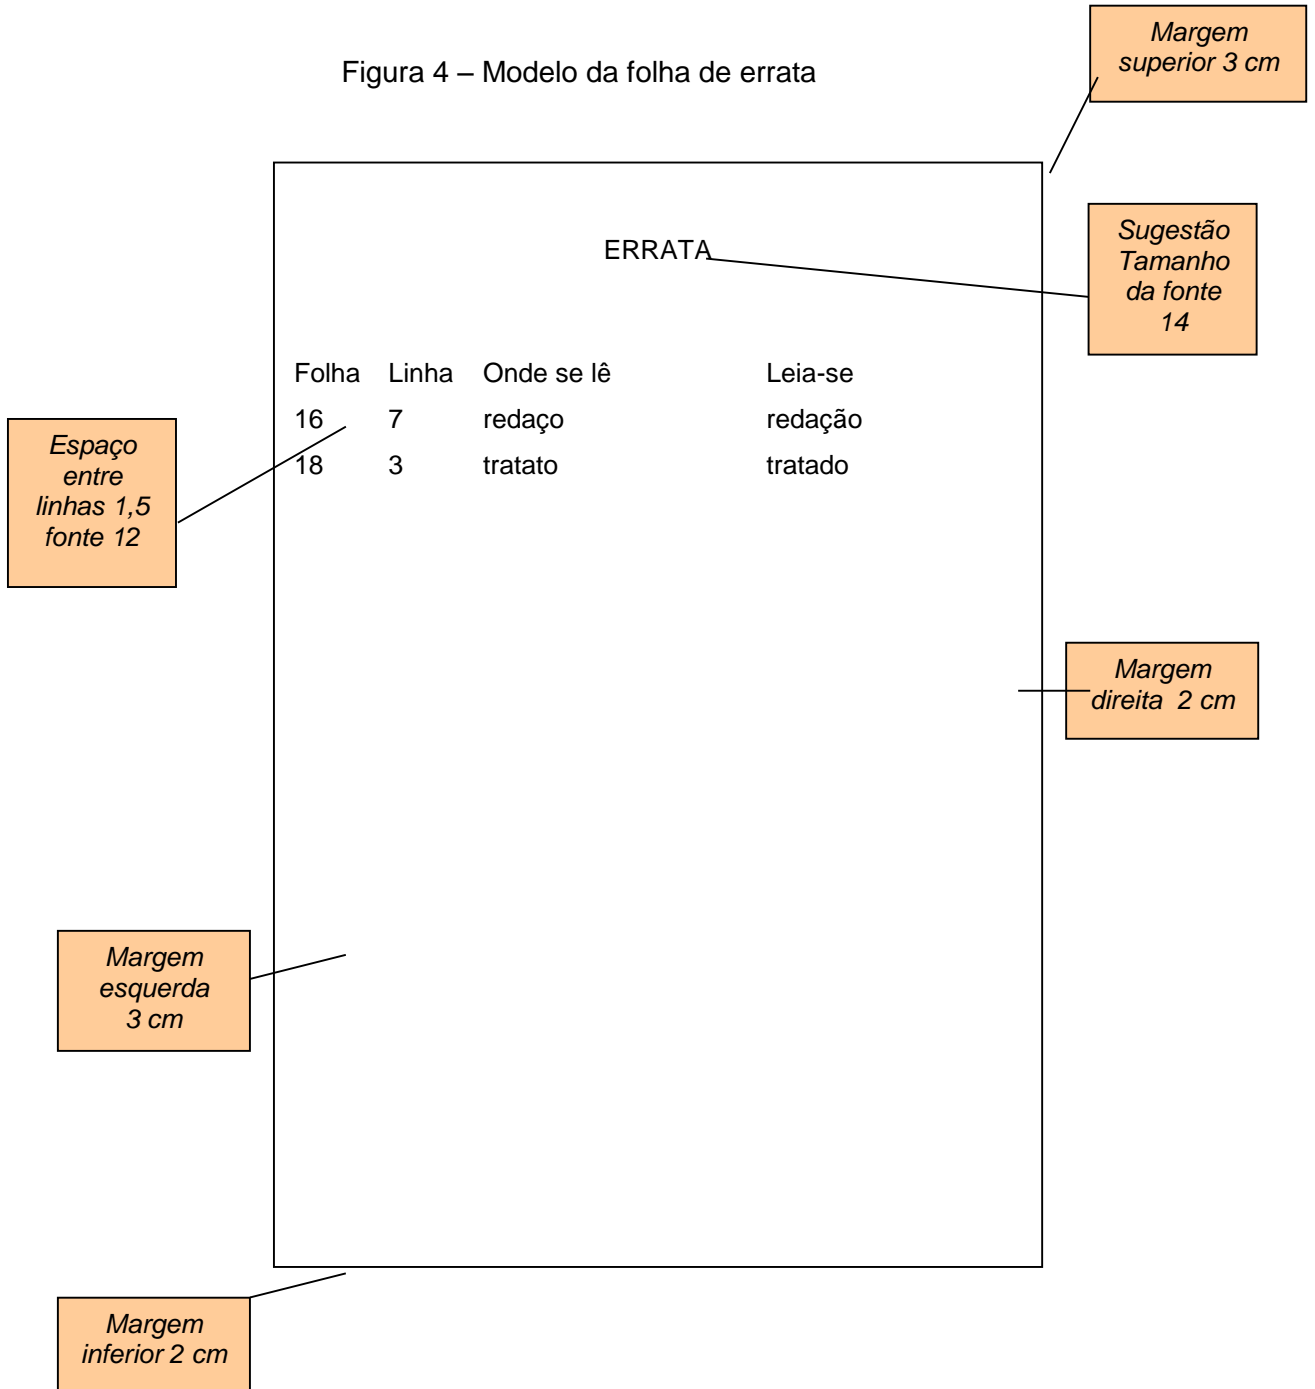 Margem
superior 3 cm
Figura 4 – Modelo da folha de errata
ERRATA
Sugestão
Tamanho
da fonte
14
Folha Linha Onde se lê Leia-se
16 7 redaço redação
18 3 tratato tratado
Espaço
entre
linhas 1,5
fonte 12
Margem
direita 2 cm
Margem
esquerda
3 cm
Margem
inferior 2 cm